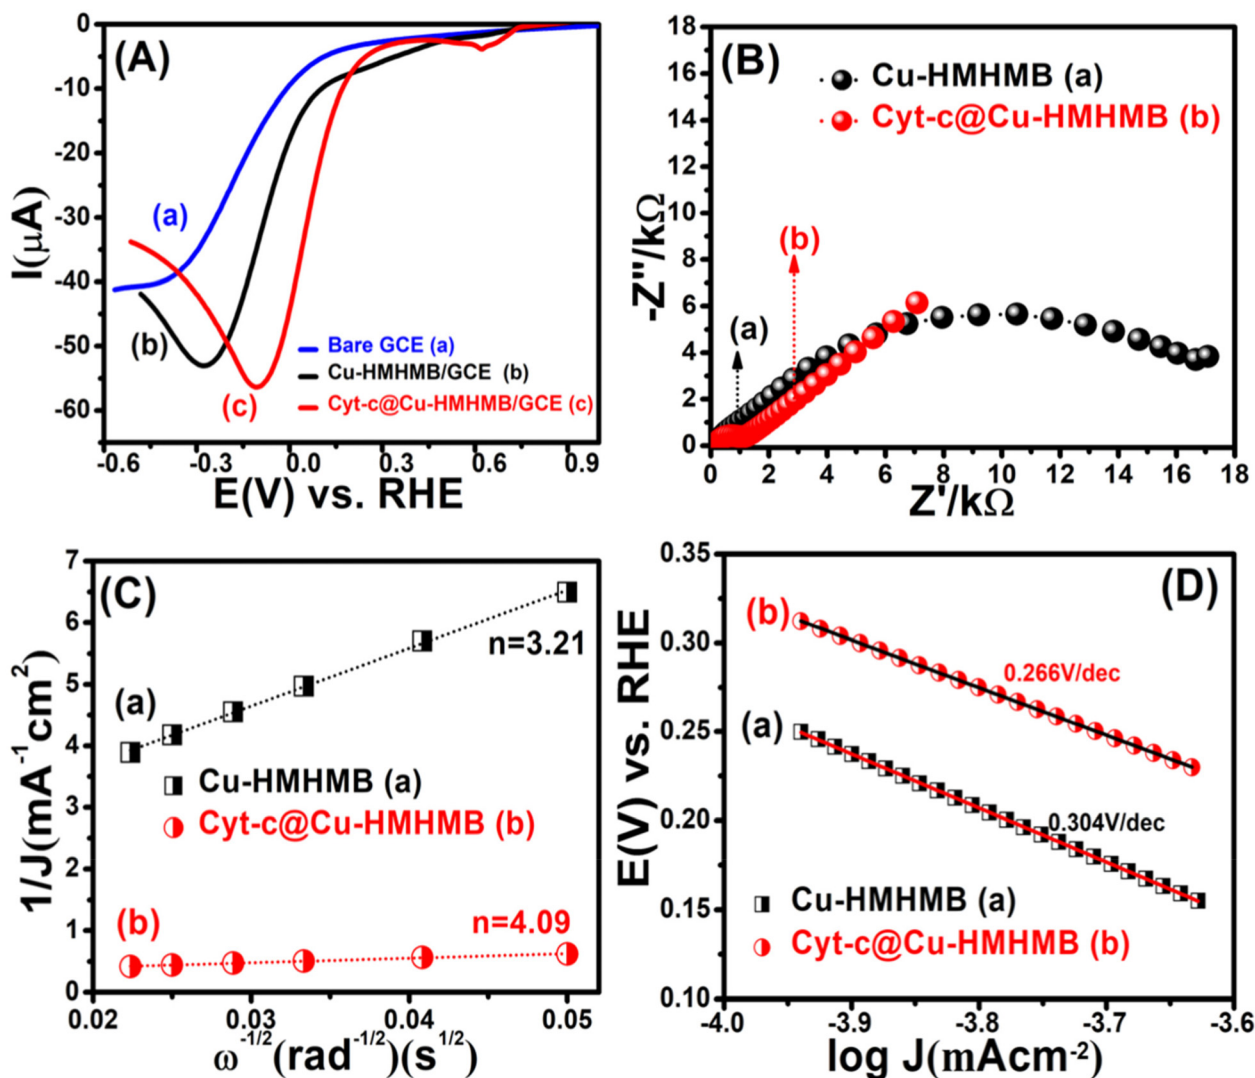 (A)
0
-10
-20
-30
-40
-50
-60
I(μA)
(a)
(b)
(c)
Bare GCE (a)
Cu-HMHMB/GCE (b)
Cyt-c@Cu-HMHMB/GCE (c)
-0.6 -0.3 0.0 0.3 0.6 0.9
E(V) vs. RHE
(B)
18
16
14
12
10
8
6
4
2
0
-Z"/kΩ
Cu-HMHMB (a)
Cyt-c@Cu-HMHMB (b)
(b)
(a)
0 2 4 6 8 10 12 14 16 18
Z'/kΩ
(C)
7
6
5
4
3
2
1
0
1/J(mA⁻¹cm²)
n=3.21
(a)
Cu-HMHMB (a)
Cyt-c@Cu-HMHMB (b)
(b)
n=4.09
0.02 0.03 0.04 0.05
ω⁻¹/²(rad⁻¹/²)(s¹/²)
(D)
0.35
0.30
0.25
0.20
0.15
0.10
E(V) vs. RHE
(b)
0.266V/dec
(a)
0.304V/dec
Cu-HMHMB (a)
Cyt-c@Cu-HMHMB (b)
-4.0 -3.9 -3.8 -3.7 -3.6
log J(mAcm⁻²)